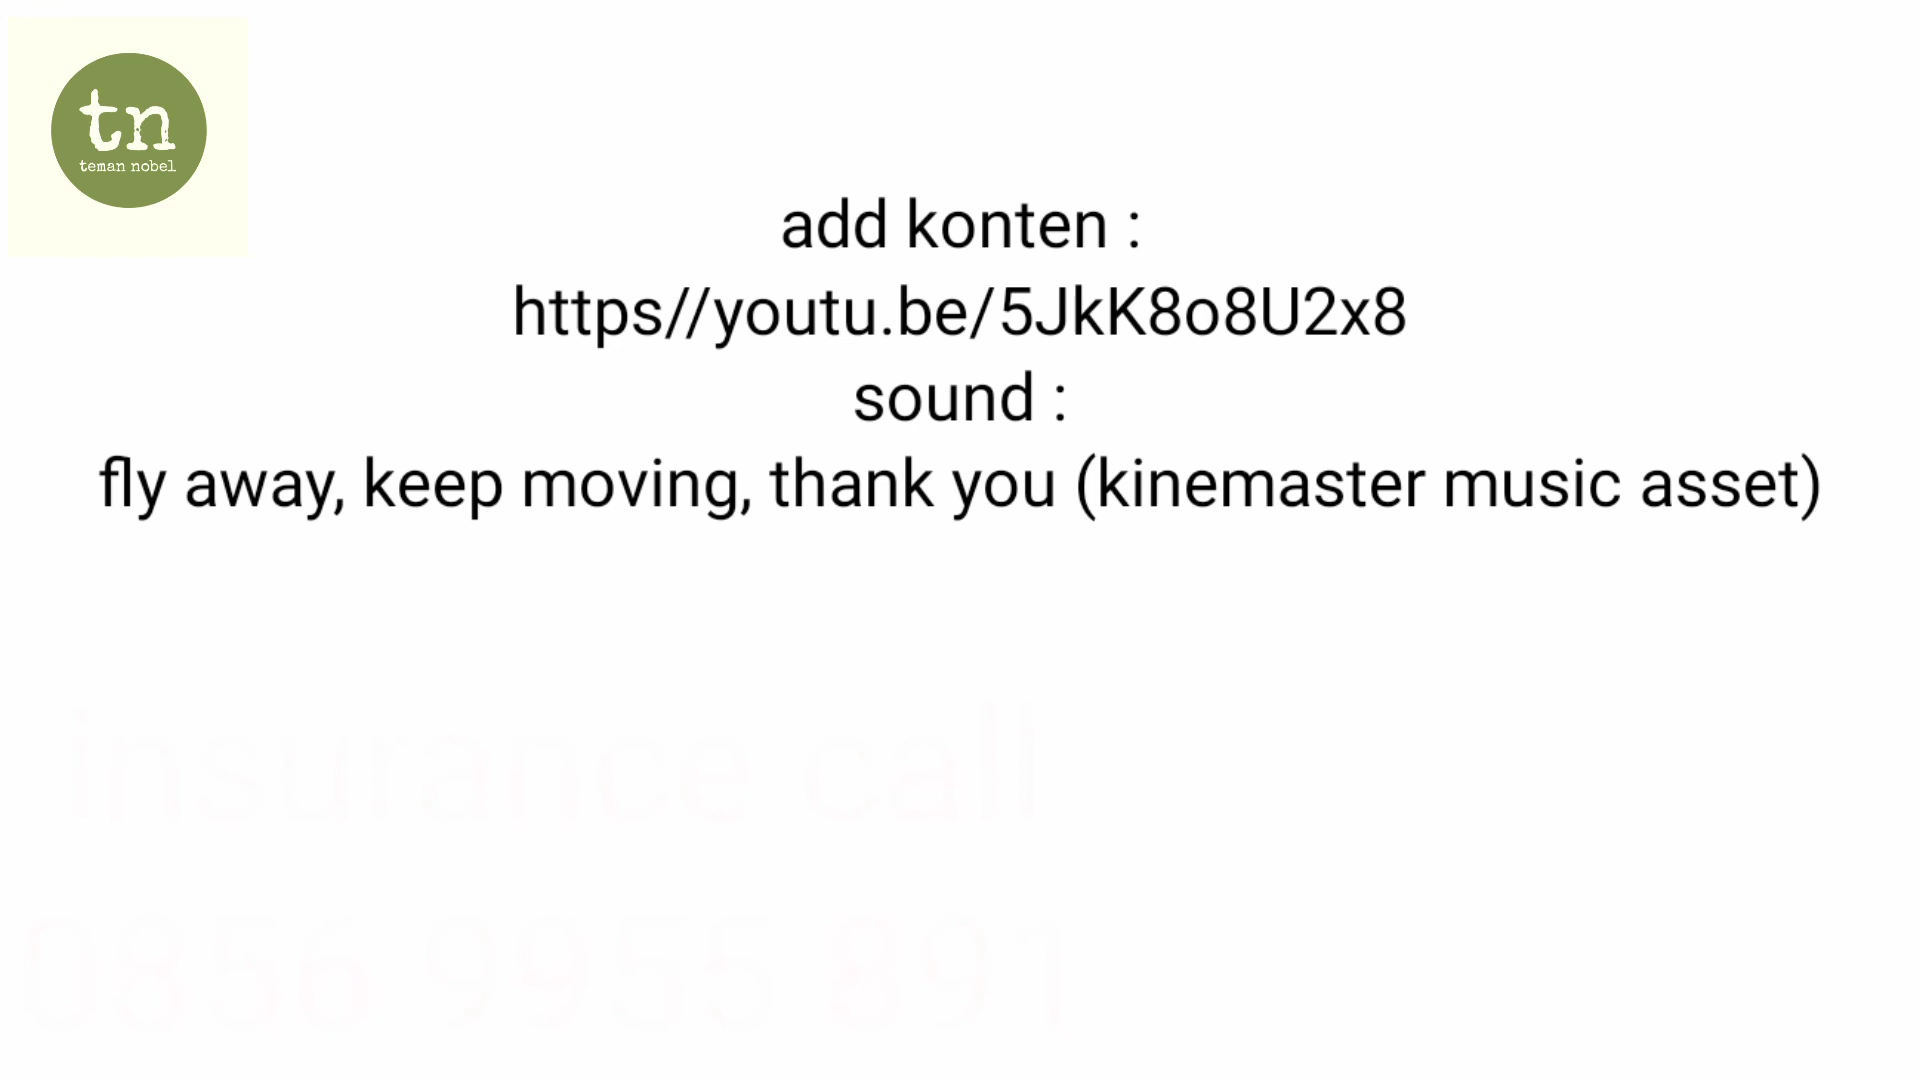 tn
teman nobel
add konten :
https//youtu.be/5JkK8o8U2x8
sound :
fly away, keep moving, thank you (kinemaster music asset)
insurance call
0856 9955 891